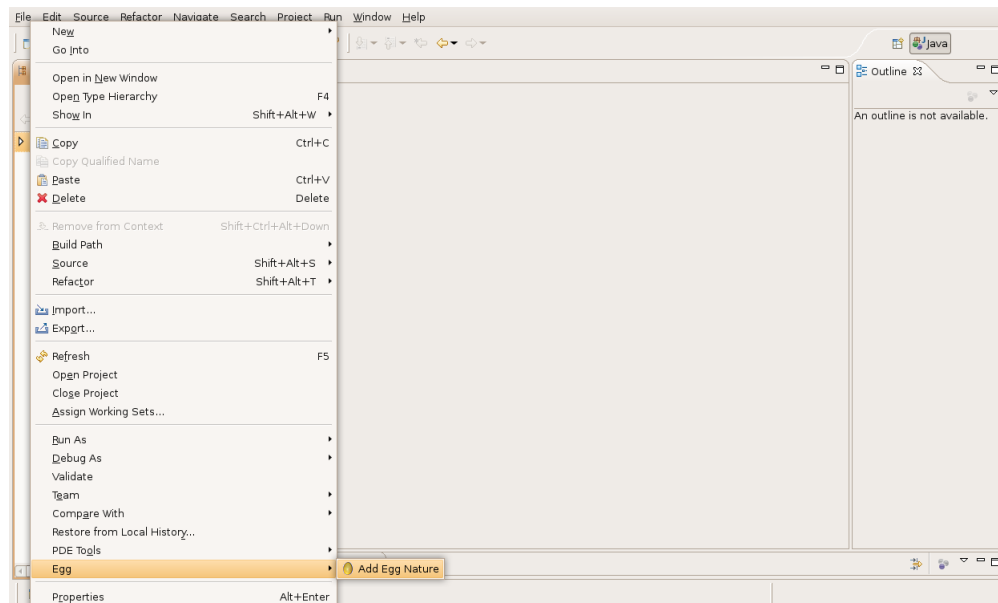 File Edit Source Refactor Navigate Search Project Run Window Help
New
Go Into
Java
Open in New Window
Outline
Open Type Hierarchy F4
Show In Shift+Alt+W
An outline is not available.
Copy Ctrl+C
Copy Qualified Name
Paste Ctrl+V
Delete Delete
Remove from Context Shift+Ctrl+Alt+Down
Build Path
Source Shift+Alt+S
Refactor Shift+Alt+T
Import...
Export...
Refresh F5
Open Project
Close Project
Assign Working Sets...
Run As
Debug As
Validate
Team
Compare With
Restore from Local History...
PDE Tools
Egg
Add Egg Nature
Properties Alt+Enter